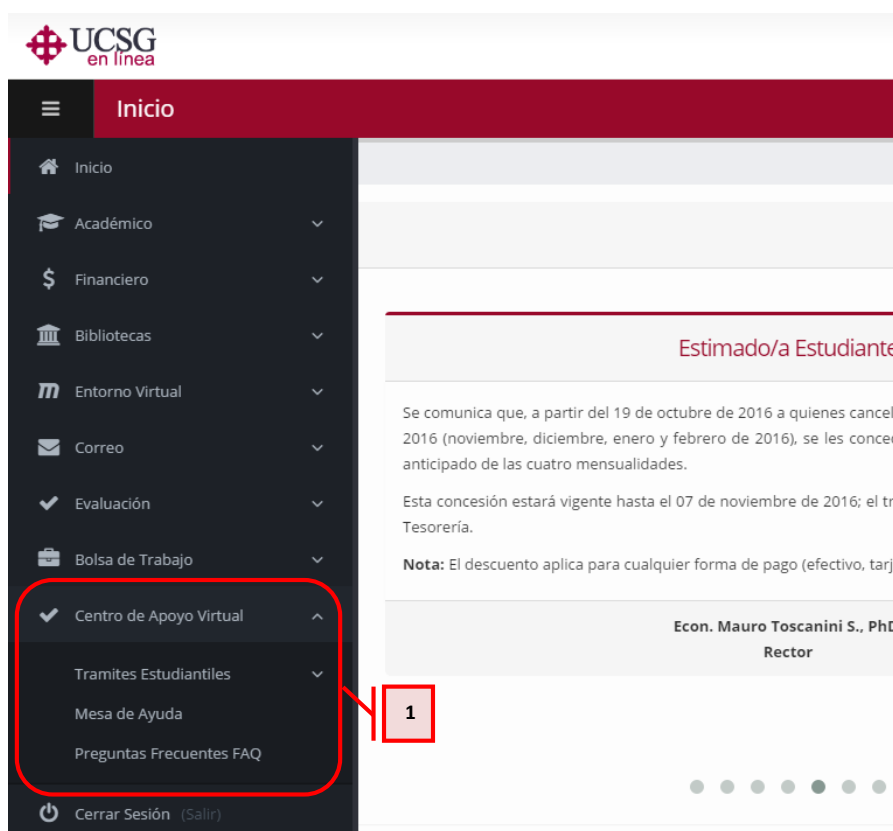 UCSG
en línea
Inicio
Inicio
Académico
Financiero
Bibliotecas
Entorno Virtual
Correo
Evaluación
Bolsa de Trabajo
Centro de Apoyo Virtual
Tramites Estudiantiles
Mesa de Ayuda
Preguntas Frecuentes FAQ
Cerrar Sesión (Salir)
Estimado/a Estudiante
Se comunica que, a partir del 19 de octubre de 2016 a quienes cancel
2016 (noviembre, diciembre, enero y febrero de 2016), se les conce
anticipado de las cuatro mensualidades.
Esta concesión estará vigente hasta el 07 de noviembre de 2016; el tr
Tesorería.
Nota: El descuento aplica para cualquier forma de pago (efectivo, tarj
Econ. Mauro Toscanini S., PhD
Rector
1